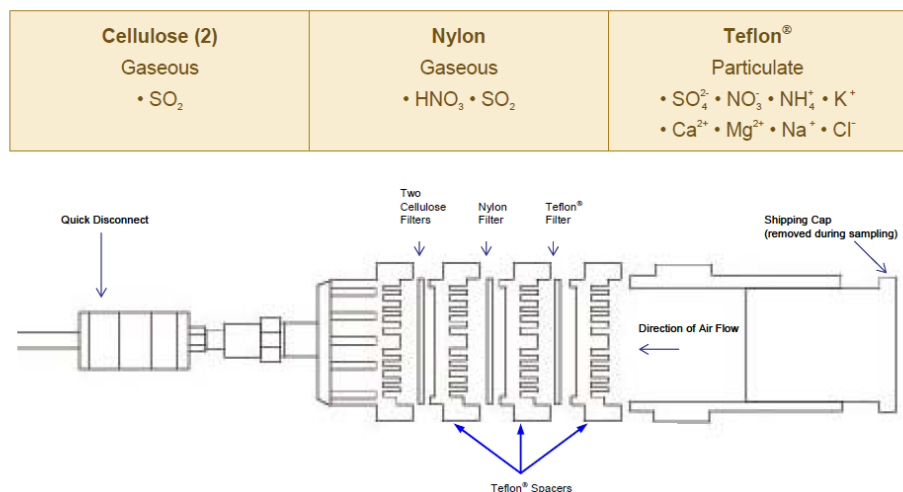 Cellulose (2)
Gaseous
• SO₂
Nylon
Gaseous
• HNO₃ • SO₂
Teflon®
Particulate
• SO₄²⁻ • NO₃⁻ • NH₄⁺ • K⁺
• Ca²⁺ • Mg²⁺ • Na⁺ • Cl⁻
Quick Disconnect
Two
Cellulose
Filters
Nylon
Filter
Teflon®
Filter
Shipping Cap
(removed during sampling)
Direction of Air Flow
Teflon® Spacers